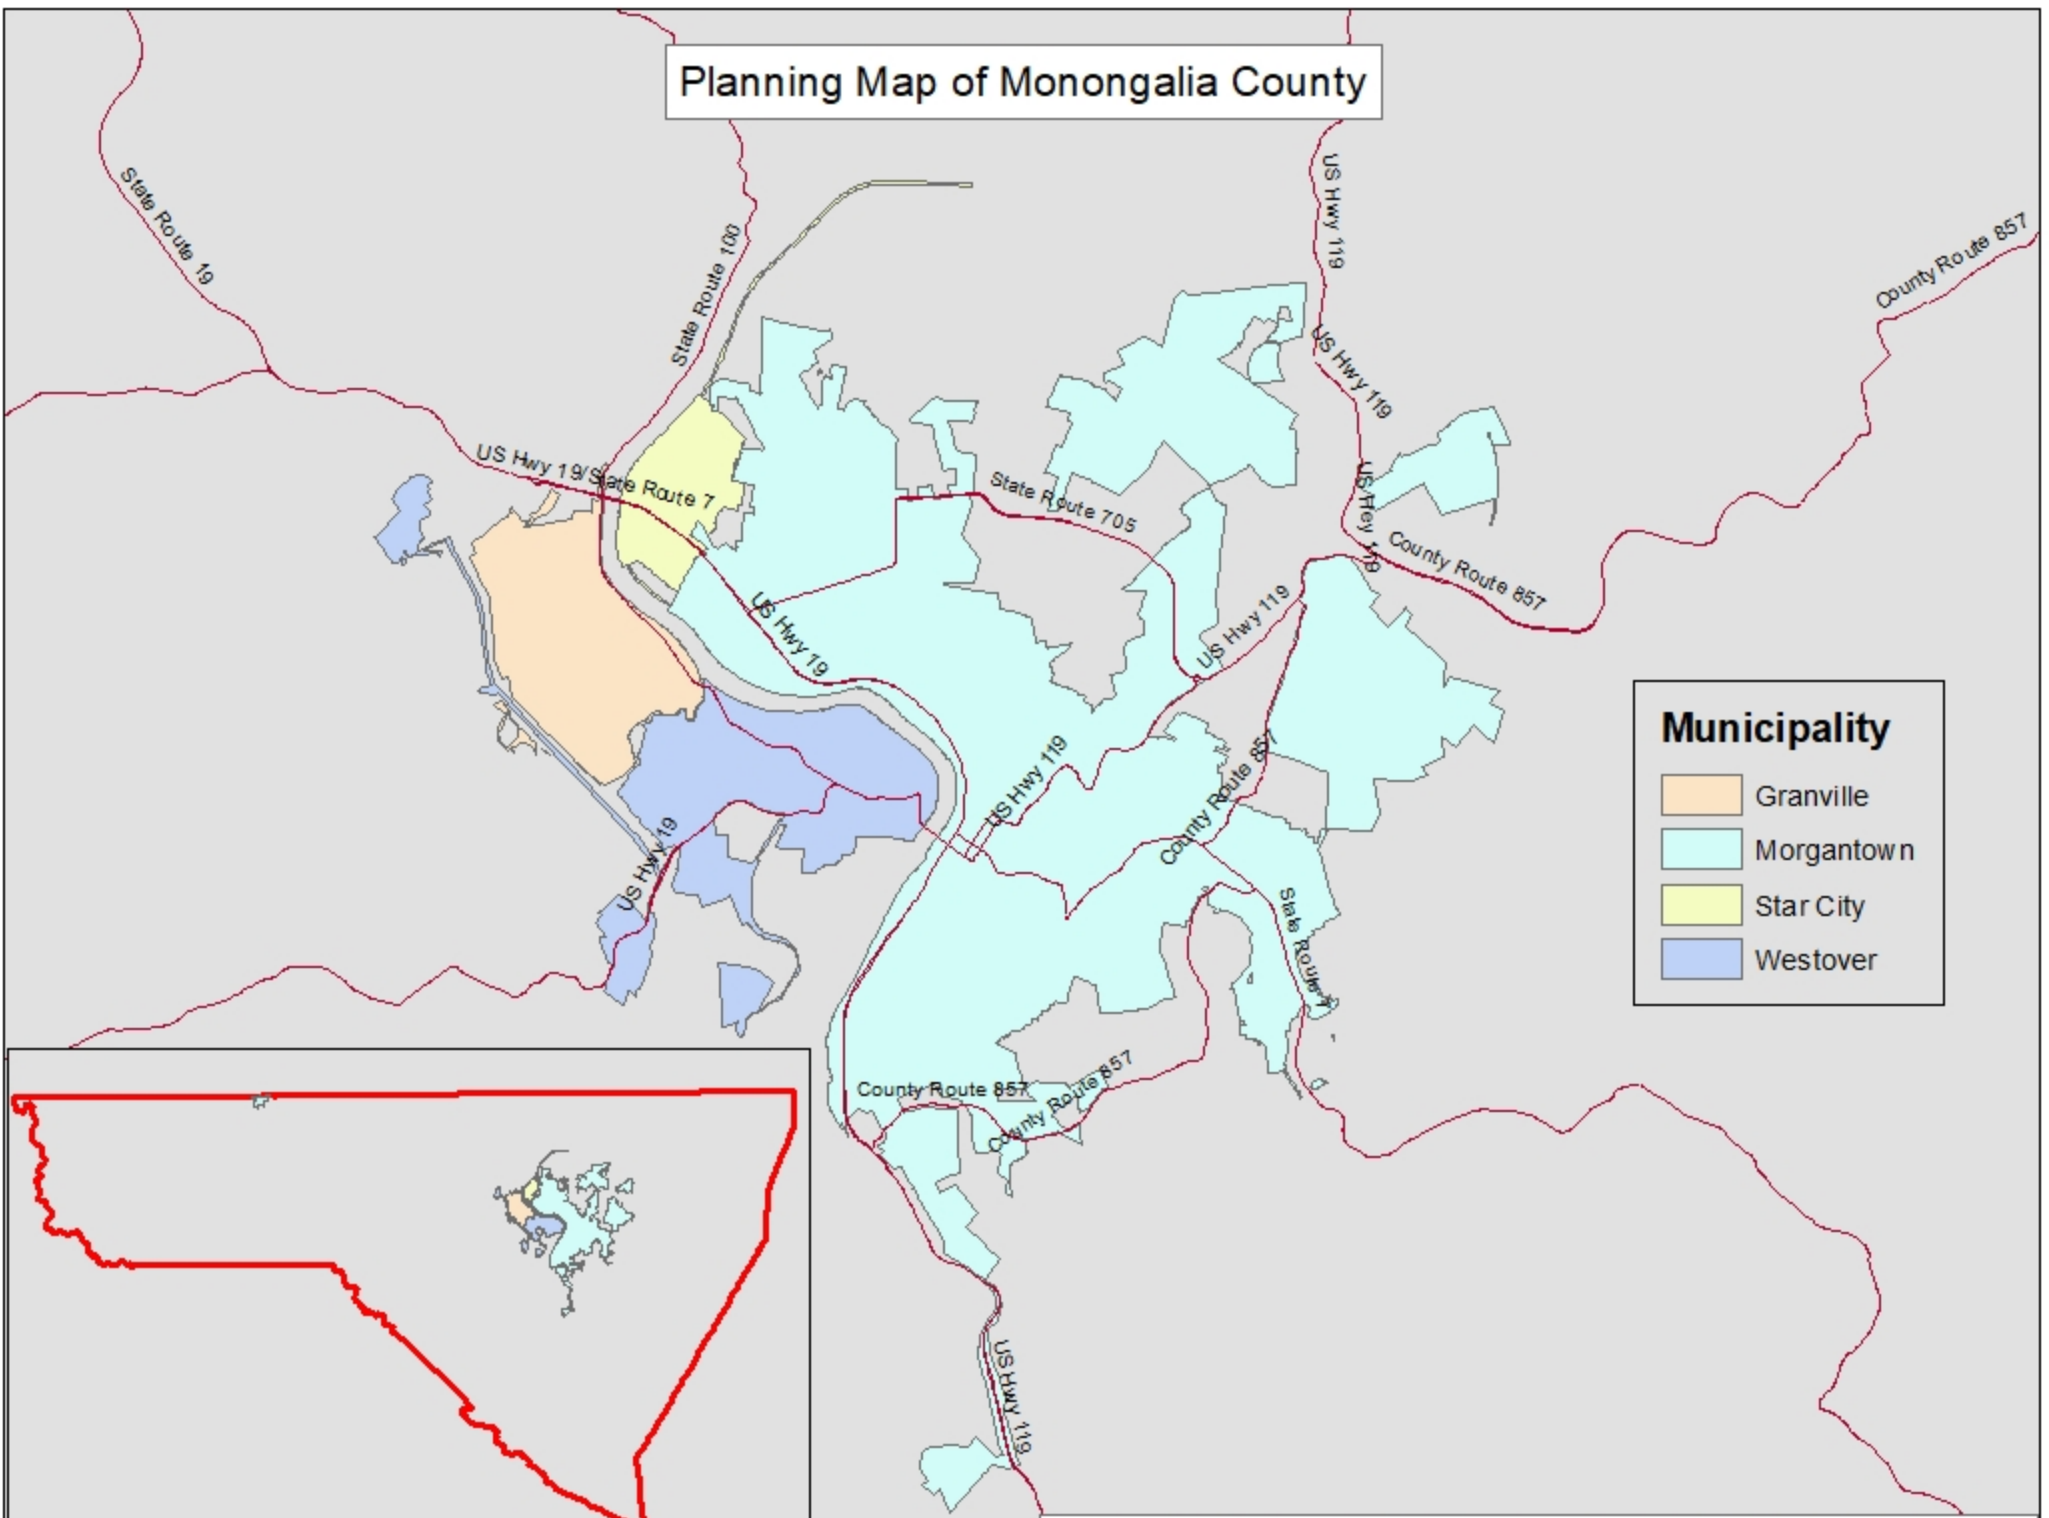 Planning Map of Monongalia County
State Route 19
State Route 100
US Hwy 119
County Route 857
US Hwy 119
US Hwy 19/State Route 7
State Route 705
US Hwy 119
County Route 857
US Hwy 19
US Hwy 119
US Hwy 119
County Route 857
US Hwy 19
State Route 7
County Route 857
County Route 857
US Hwy 119
Municipality
Granville
Morgantown
Star City
Westover